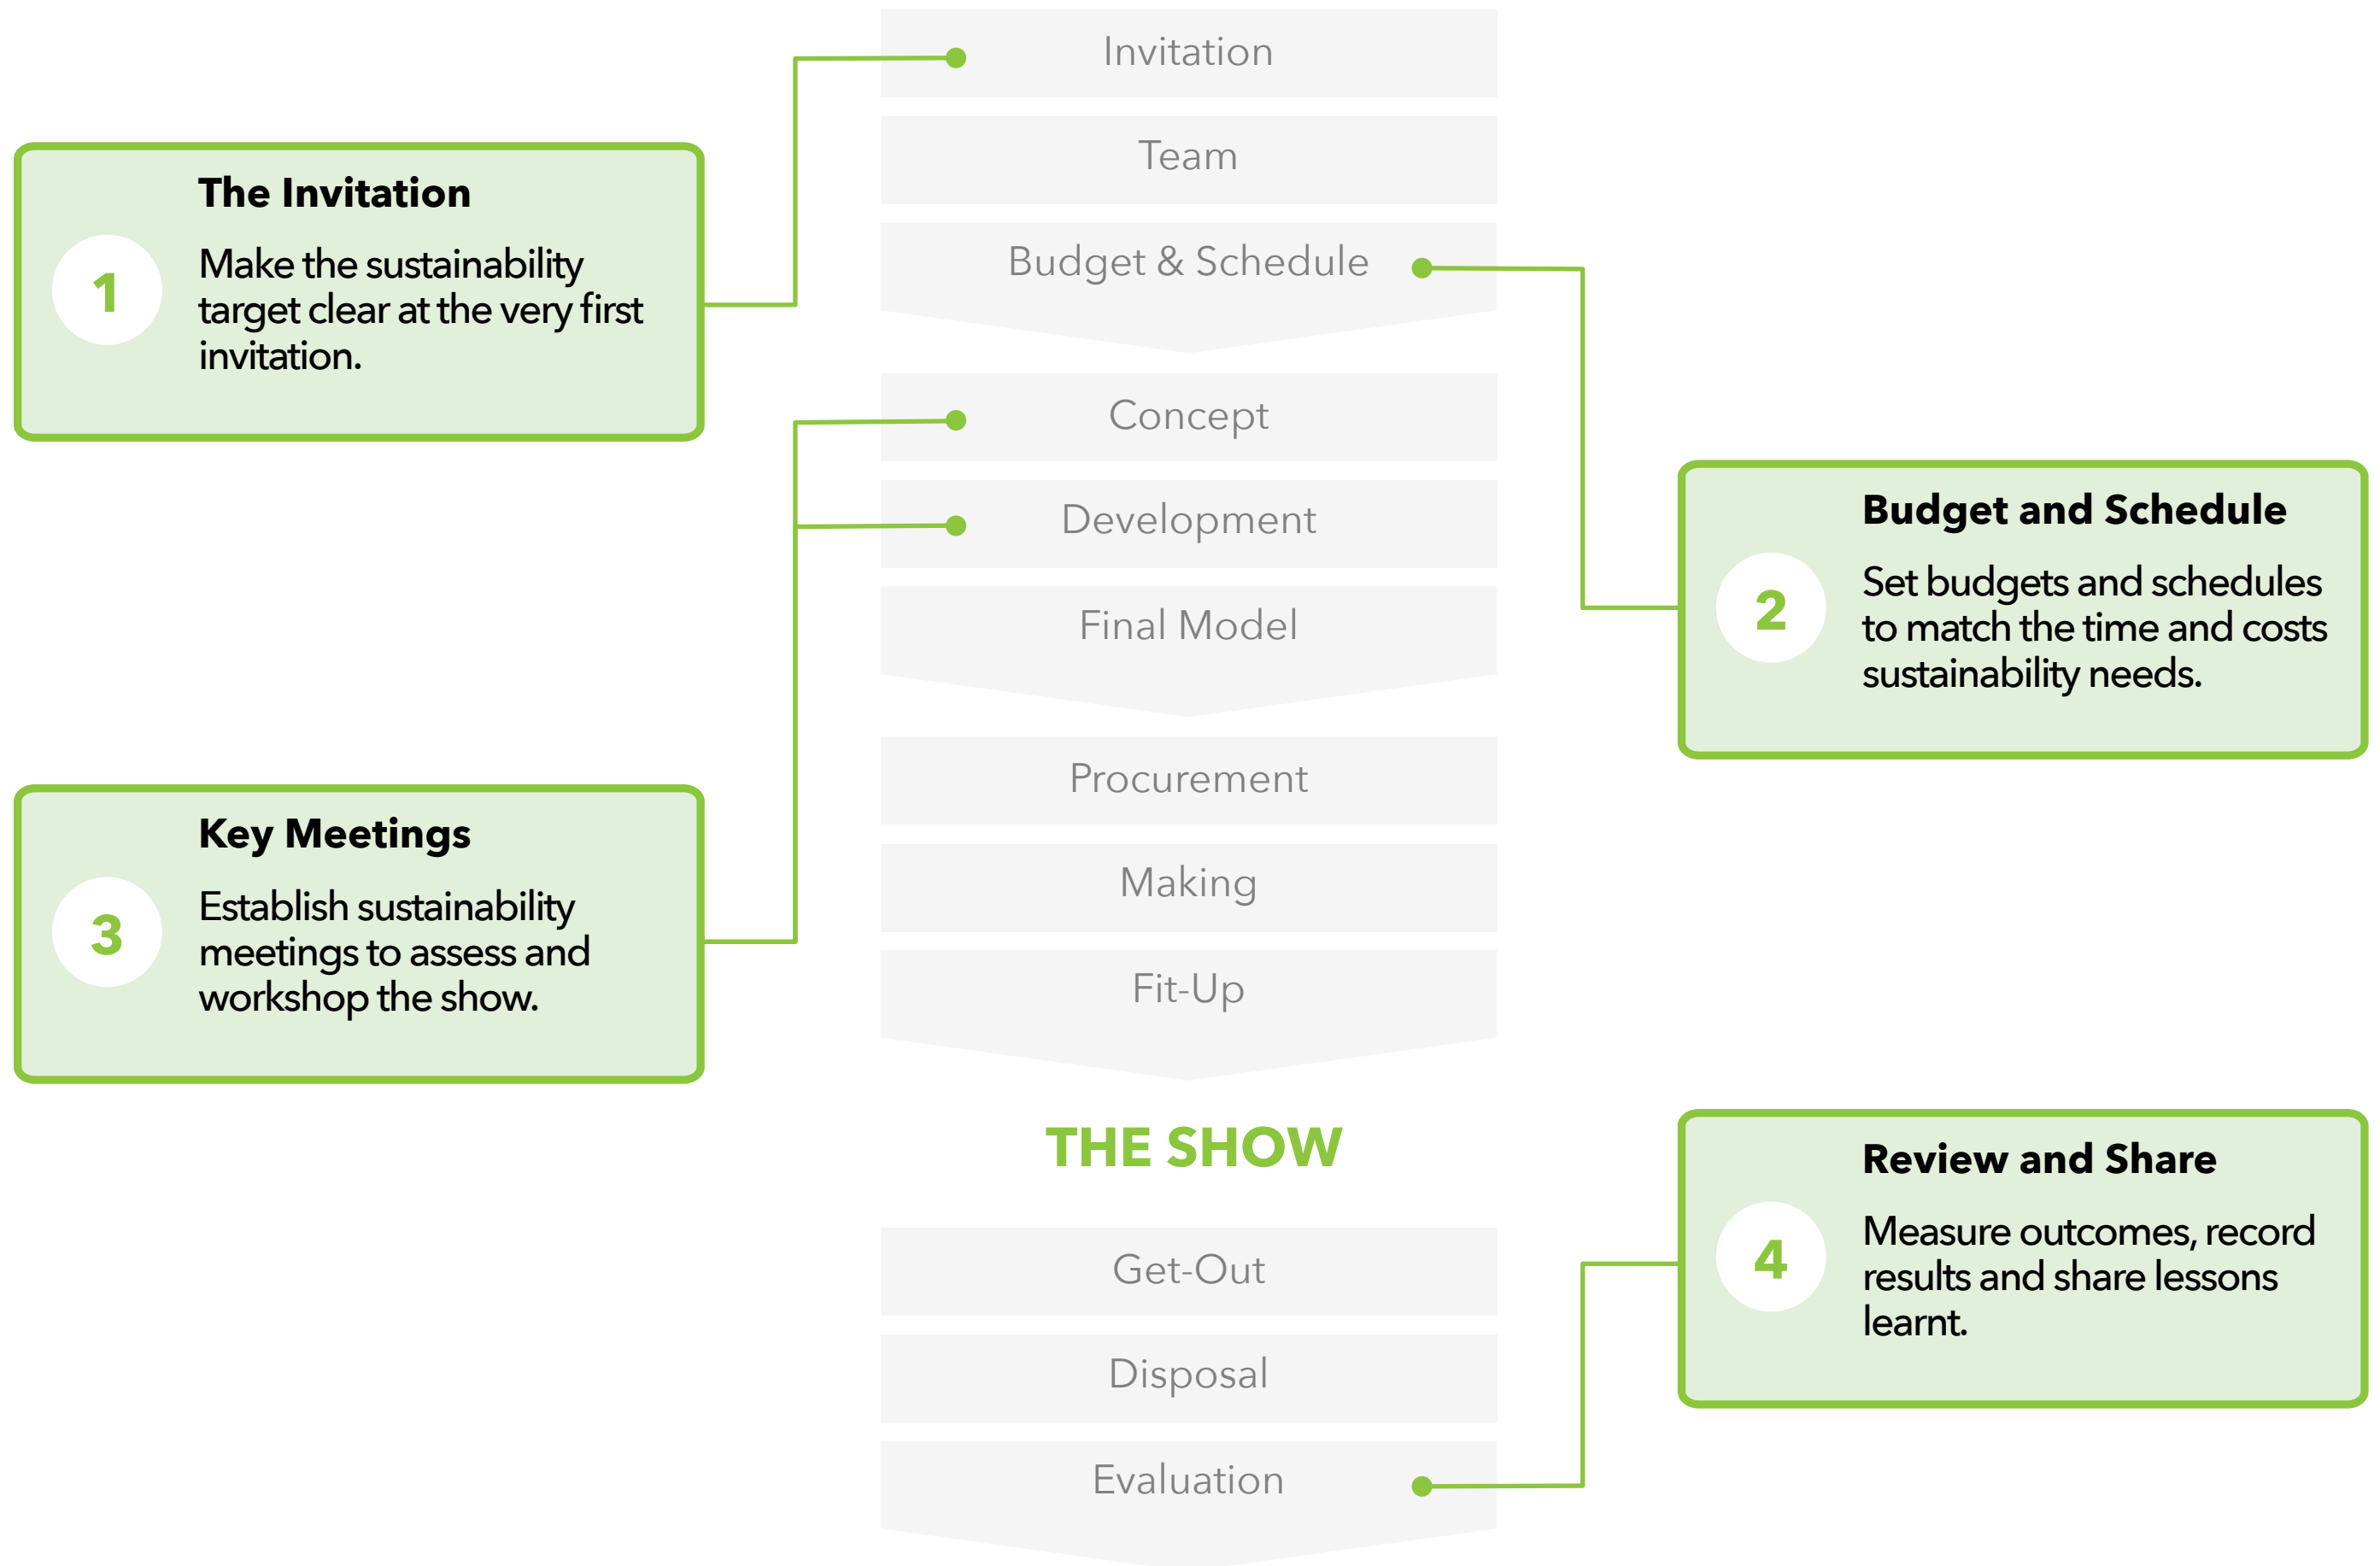 Invitation
Team
Budget & Schedule
Concept
Development
Final Model
Procurement
Making
Fit-Up
THE SHOW
Get-Out
Disposal
Evaluation
1
The Invitation
Make the sustainability
target clear at the very first
invitation.
2
Budget and Schedule
Set budgets and schedules
to match the time and costs
sustainability needs.
3
Key Meetings
Establish sustainability
meetings to assess and
workshop the show.
4
Review and Share
Measure outcomes, record
results and share lessons
learnt.